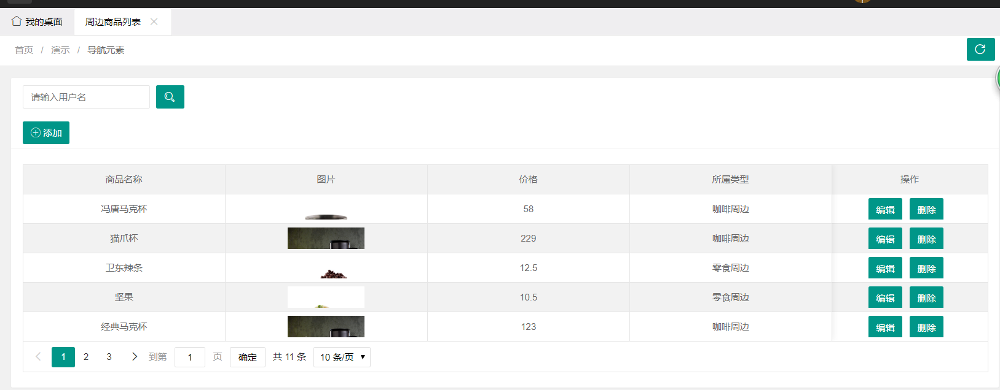 我的桌面 周边商品列表
首页 / 演示 / 导航元素
请输入用户名
添加
商品名称 图片 价格 所属类型 操作
冯唐马克杯 58 咖啡周边 编辑 删除
猫爪杯 229 咖啡周边 编辑 删除
卫东辣条 12.5 零食周边 编辑 删除
坚果 10.5 零食周边 编辑 删除
经典马克杯 123 咖啡周边 编辑 删除
1 2 3 到第 1 页 确定 共 11 条 10 条/页